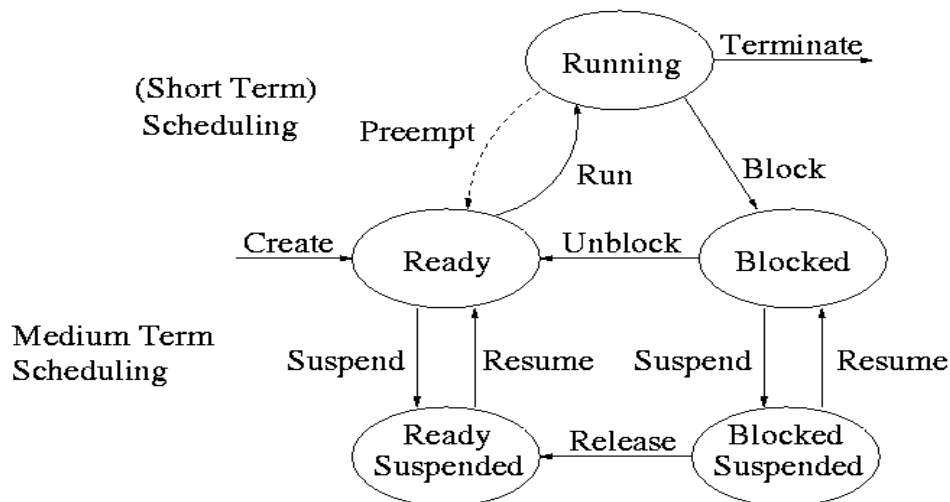 Running
Terminate
(Short Term)
Scheduling
Preempt
Run
Block
Create
Ready
Unblock
Blocked
Medium Term
Scheduling
Suspend
Resume
Suspend
Resume
Ready
Suspended
Release
Blocked
Suspended